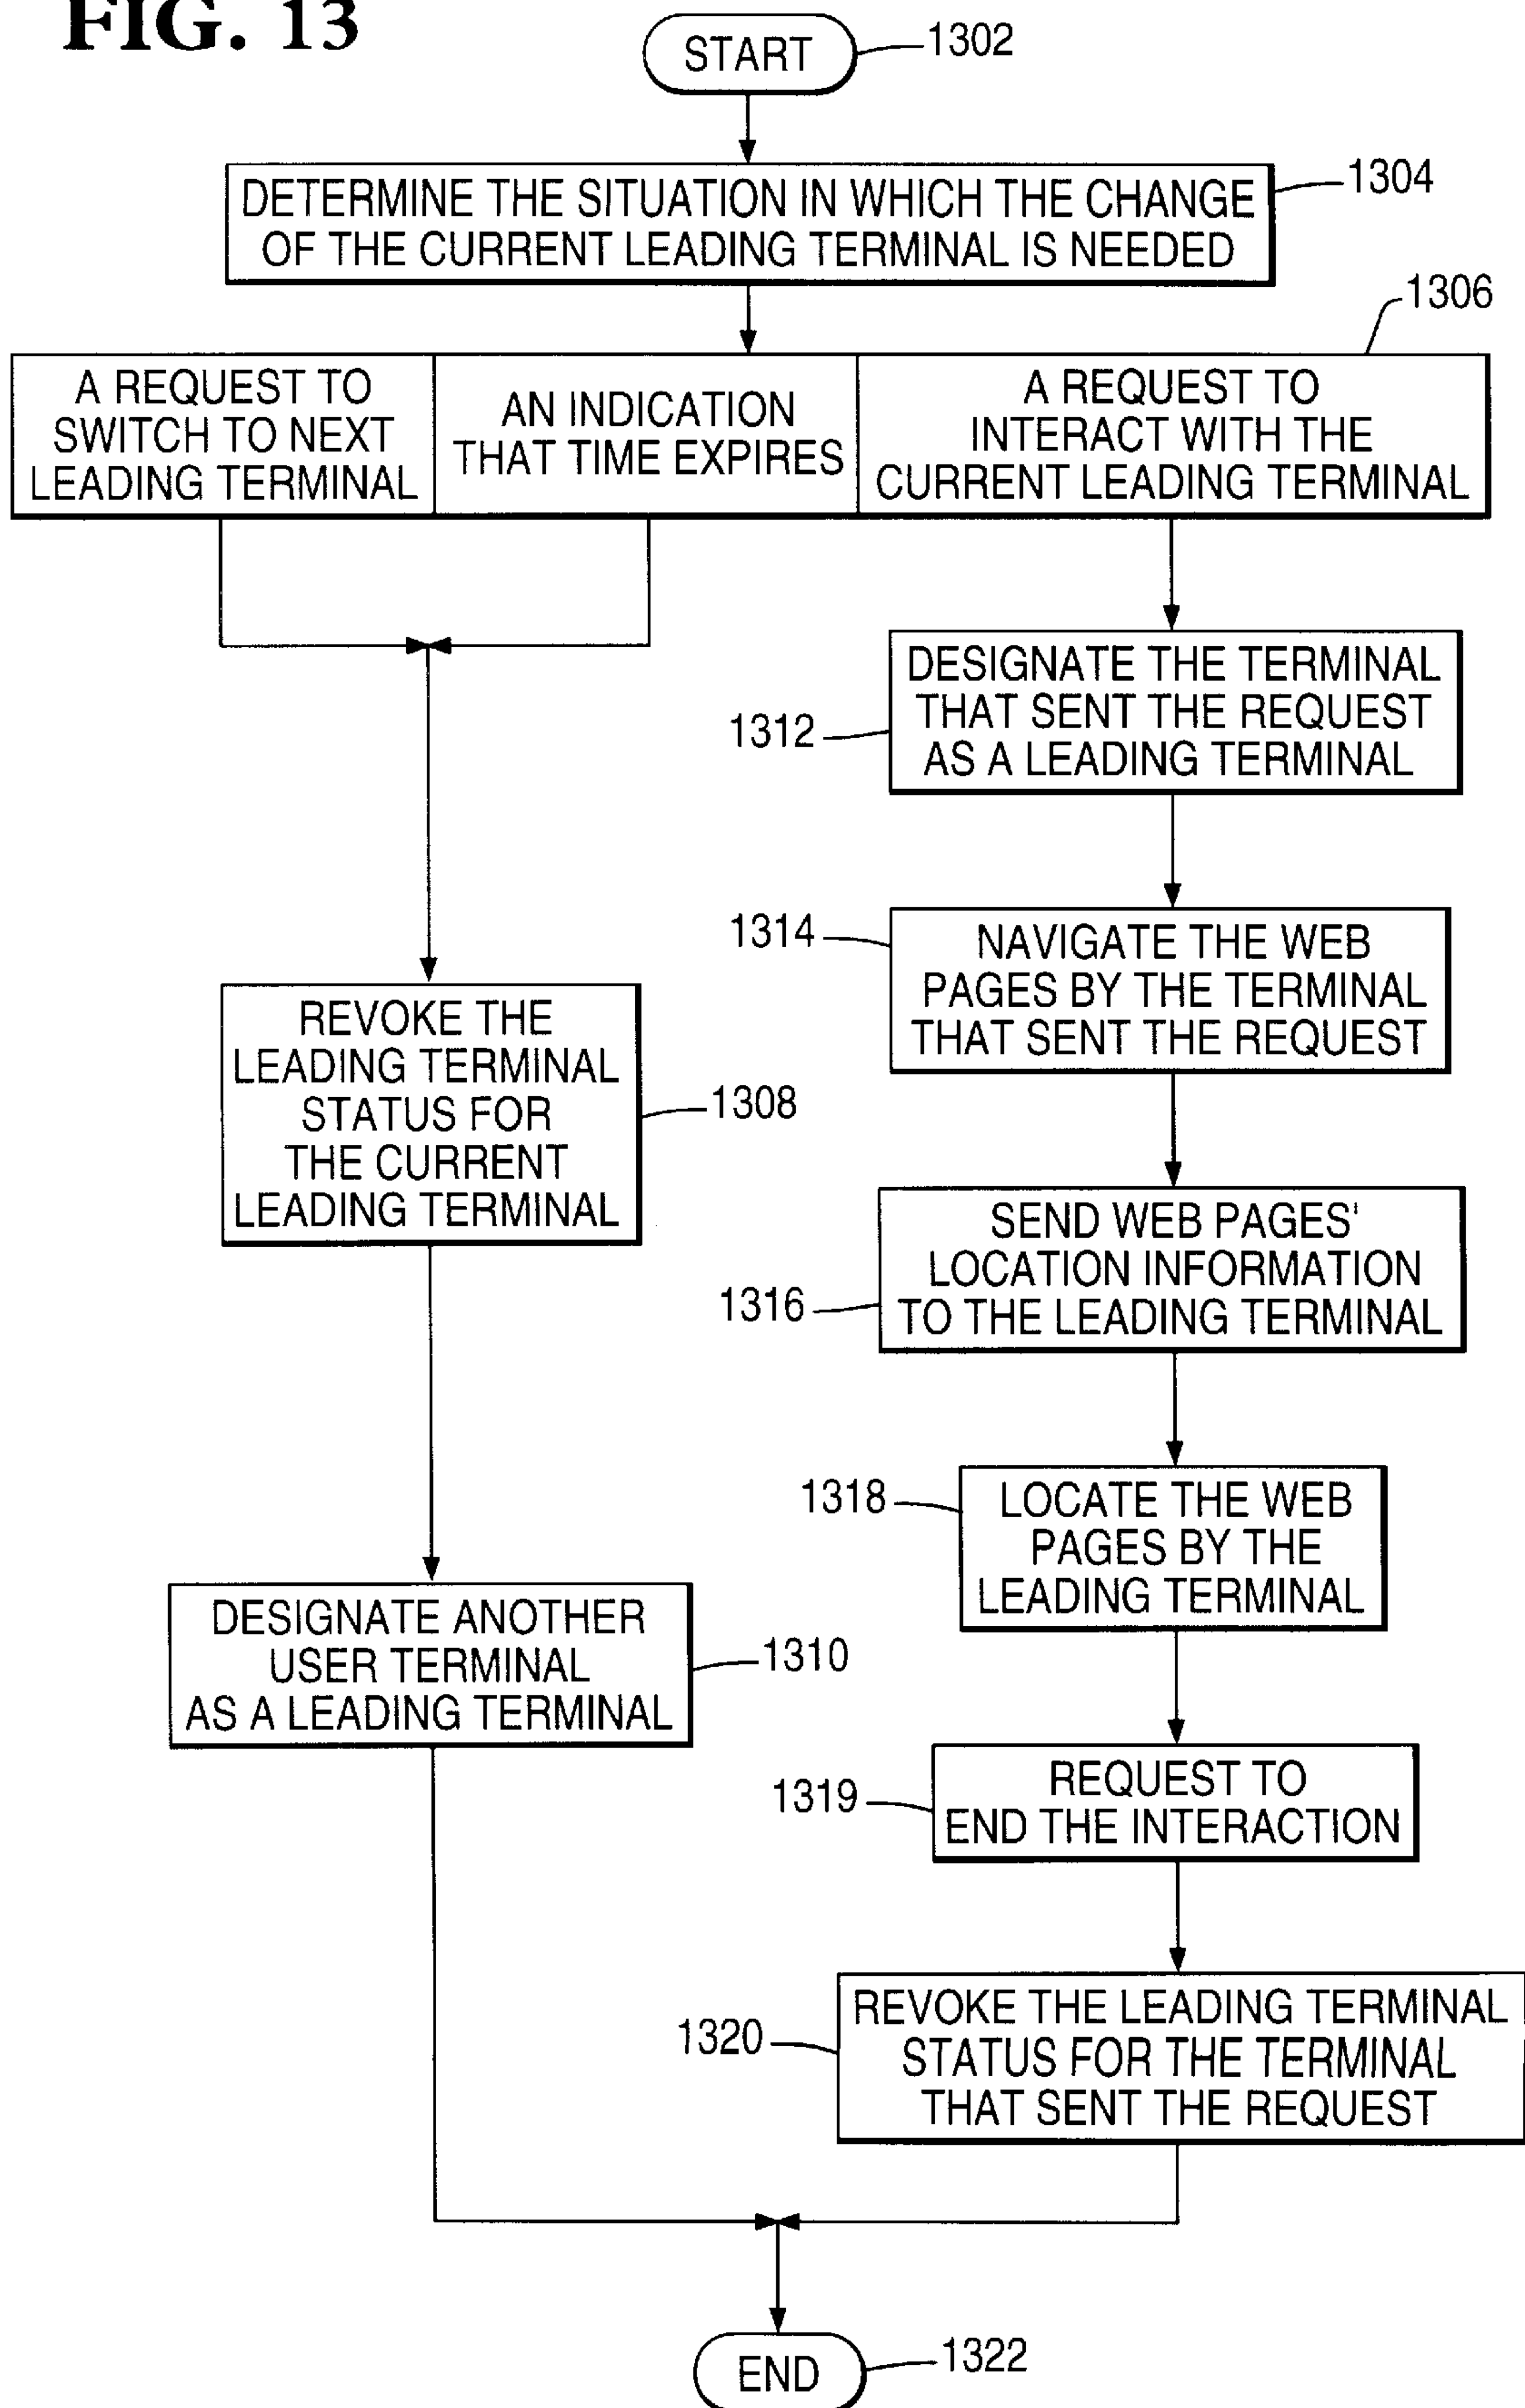 FIG. 13
START
1302
DETERMINE THE SITUATION IN WHICH THE CHANGE
OF THE CURRENT LEADING TERMINAL IS NEEDED
1304
1306
A REQUEST TO
SWITCH TO NEXT
LEADING TERMINAL
AN INDICATION
THAT TIME EXPIRES
A REQUEST TO
INTERACT WITH THE
CURRENT LEADING TERMINAL
DESIGNATE THE TERMINAL
THAT SENT THE REQUEST
AS A LEADING TERMINAL
1312
1314
NAVIGATE THE WEB
PAGES BY THE TERMINAL
THAT SENT THE REQUEST
REVOKE THE
LEADING TERMINAL
STATUS FOR
THE CURRENT
LEADING TERMINAL
1308
SEND WEB PAGES'
LOCATION INFORMATION
TO THE LEADING TERMINAL
1316
1318
LOCATE THE WEB
PAGES BY THE
LEADING TERMINAL
DESIGNATE ANOTHER
USER TERMINAL
AS A LEADING TERMINAL
1310
1319
REQUEST TO
END THE INTERACTION
1320
REVOKE THE LEADING TERMINAL
STATUS FOR THE TERMINAL
THAT SENT THE REQUEST
END
1322